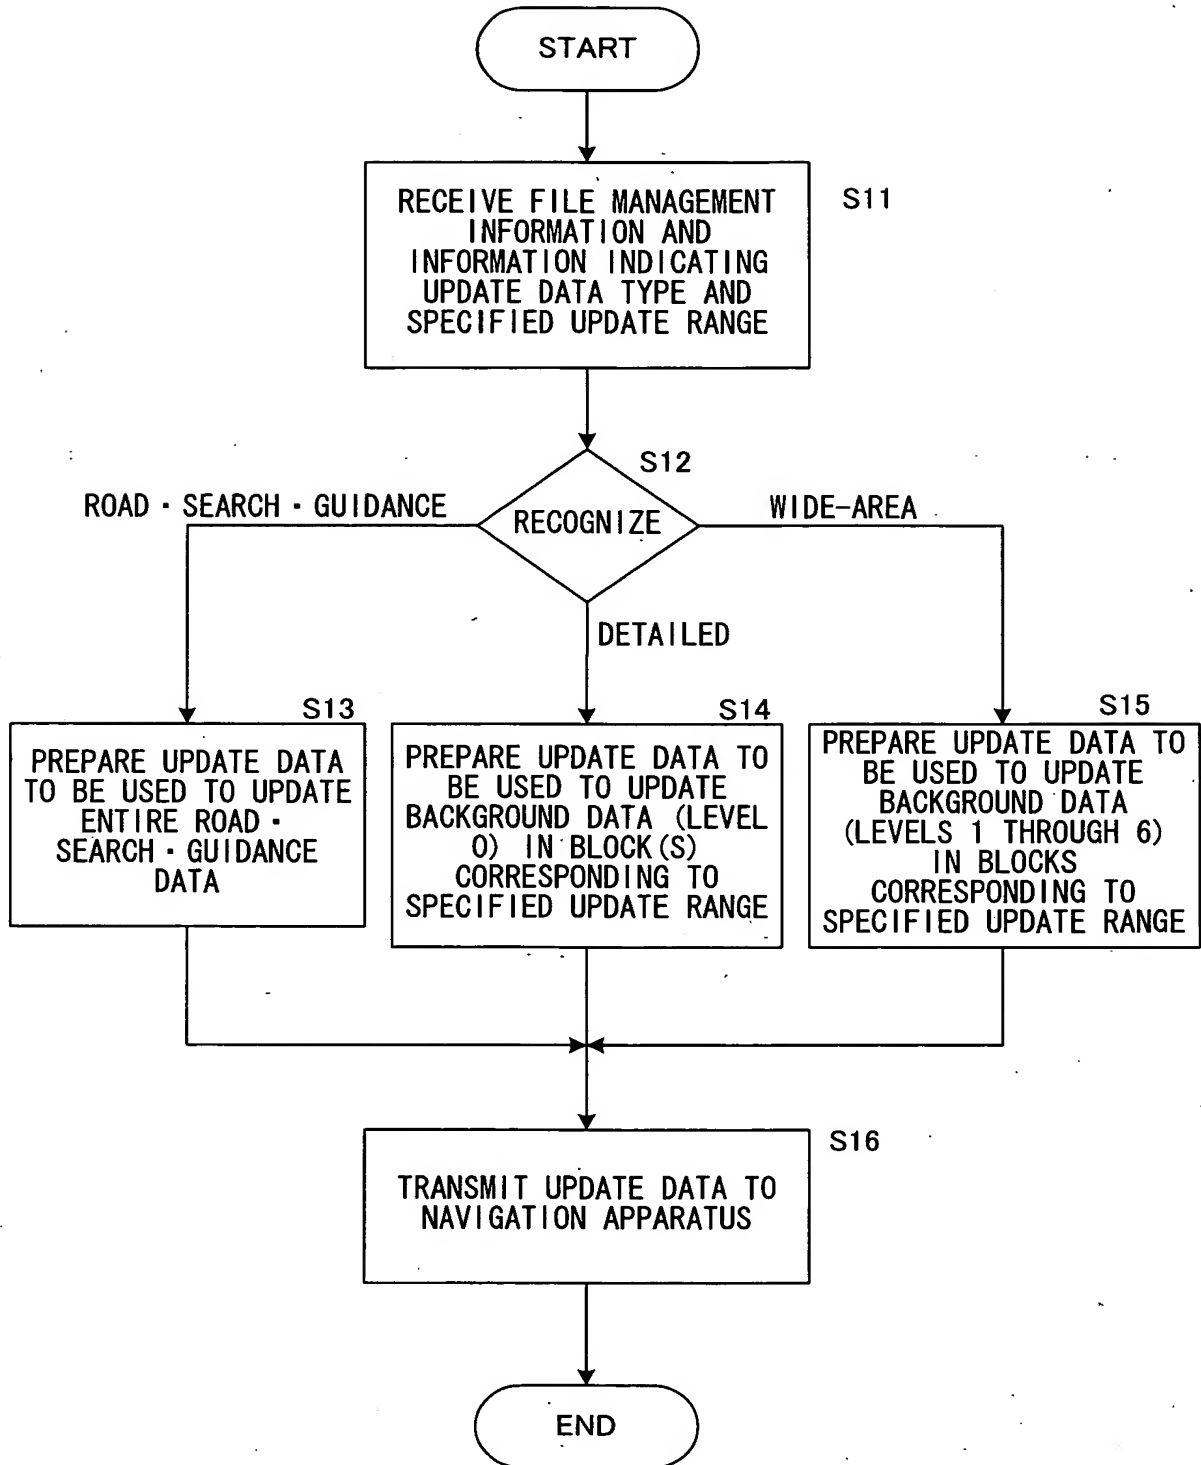 START
RECEIVE FILE MANAGEMENT
INFORMATION AND
INFORMATION INDICATING
UPDATE DATA TYPE AND
SPECIFIED UPDATE RANGE
S11
S12
ROAD・SEARCH・GUIDANCE
RECOGNIZE
WIDE-AREA
DETAILED
S13
PREPARE UPDATE DATA
TO BE USED TO UPDATE
ENTIRE ROAD・
SEARCH・GUIDANCE
DATA
S14
PREPARE UPDATE DATA TO
BE USED TO UPDATE
BACKGROUND DATA (LEVEL
0) IN BLOCK(S)
CORRESPONDING TO
SPECIFIED UPDATE RANGE
S15
PREPARE UPDATE DATA TO
BE USED TO UPDATE
BACKGROUND DATA
(LEVELS 1 THROUGH 6)
IN BLOCKS
CORRESPONDING TO
SPECIFIED UPDATE RANGE
S16
TRANSMIT UPDATE DATA TO
NAVIGATION APPARATUS
END